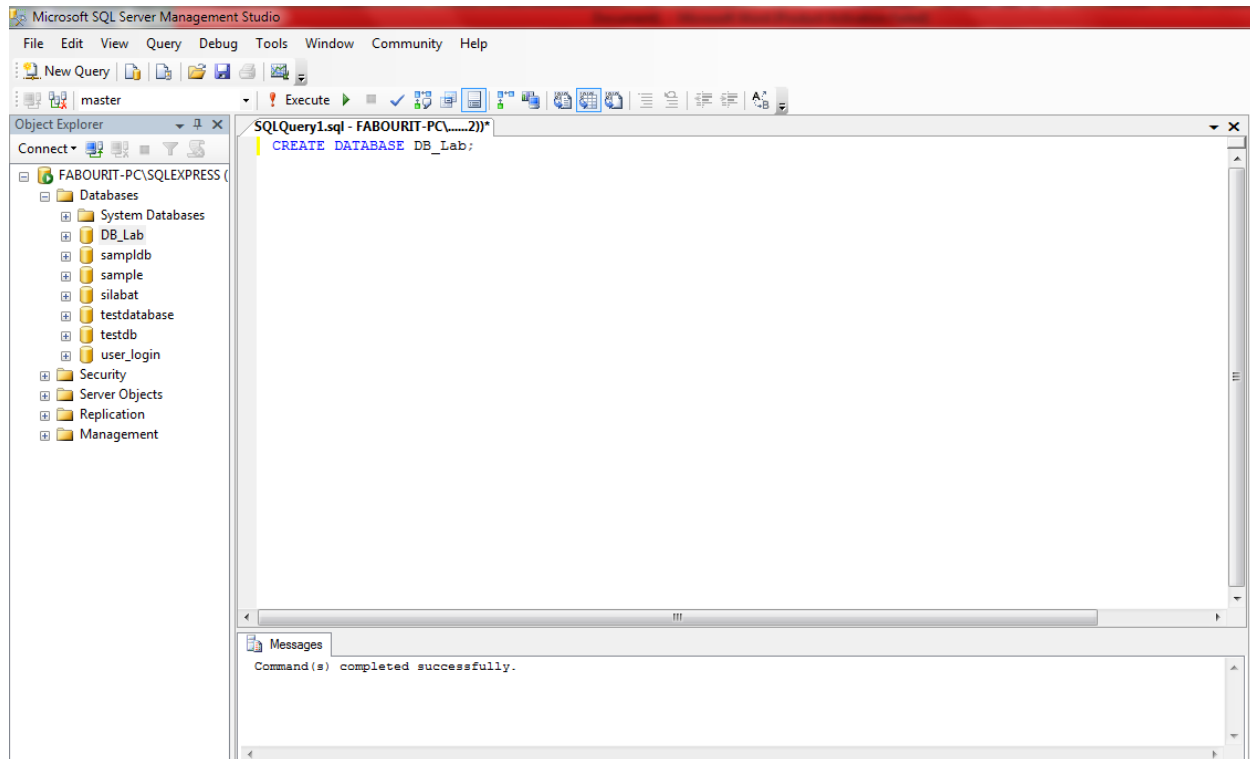 Microsoft SQL Server Management Studio
File Edit View Query Debug Tools Window Community Help
New Query
master
Execute
Object Explorer
Connect
FABOURIT-PC\SQLEXPRESS (
Databases
System Databases
DB_Lab
sampldb
sample
silabat
testdatabase
testdb
user_login
Security
Server Objects
Replication
Management
SQLQuery1.sql - FABOURIT-PC\......2))*
CREATE DATABASE DB_Lab;
Messages
Command(s) completed successfully.